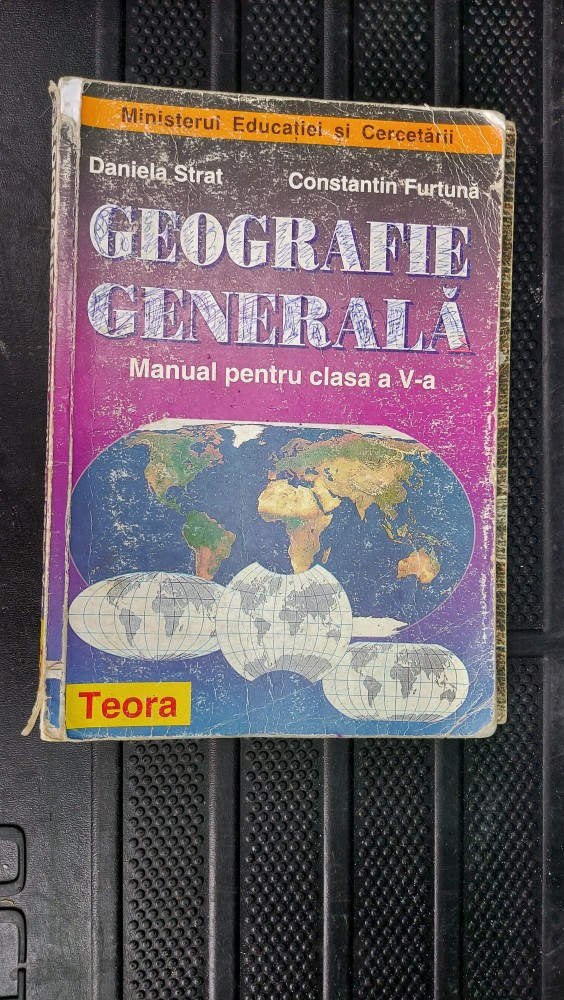 Ministerul Educației și Cercetării
Daniela Strat Constantin Furtună
GEOGRAFIE
GENERALĂ
Manual pentru clasa a V-a
Teora